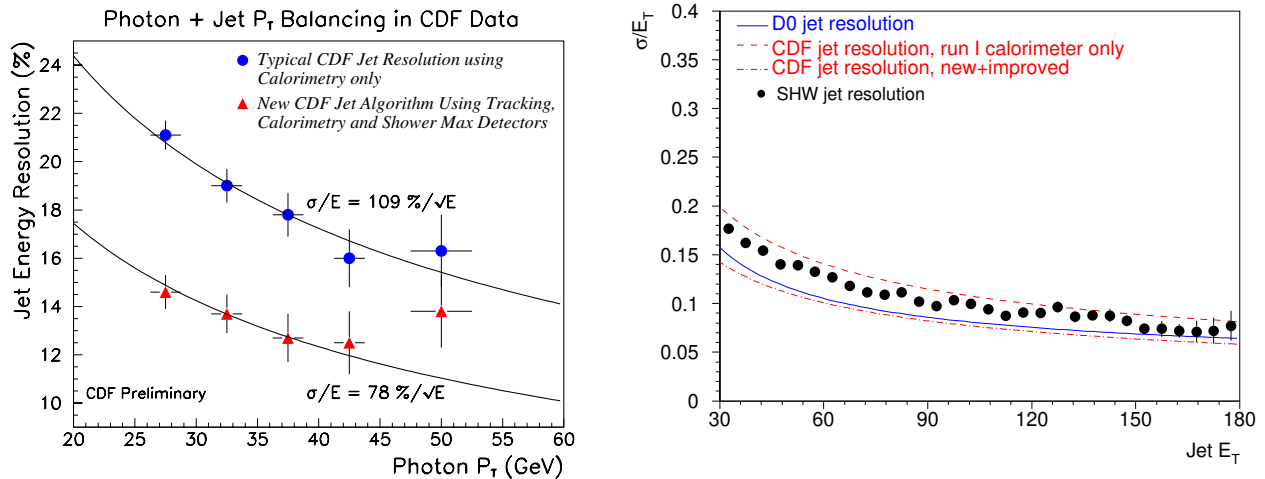 Photon + Jet P_T Balancing in CDF Data
Jet Energy Resolution (%)
24
22
20
18
16
14
12
10
Typical CDF Jet Resolution using
Calorimetry only
New CDF Jet Algorithm Using Tracking,
Calorimetry and Shower Max Detectors
σ/E = 109 %/√E
σ/E = 78 %/√E
CDF Preliminary
20 25 30 35 40 45 50 55 60
Photon P_T (GeV)
σ/E_T
0.4
0.35
0.3
0.25
0.2
0.15
0.1
0.05
0
D0 jet resolution
CDF jet resolution, run I calorimeter only
CDF jet resolution, new+improved
SHW jet resolution
30 60 90 120 150 180
Jet E_T